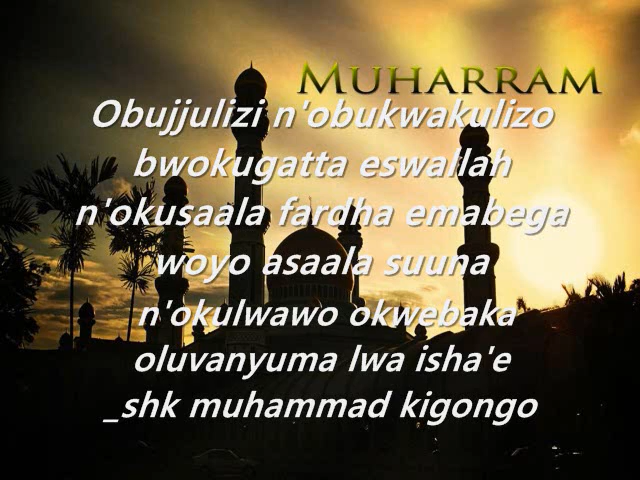 MUHARRAM
Obujjulizi n'obukwakulizo
bwokugatta eswallah
n'okusaala fardha emabega
woyo asaala suuna
n'okulwawo okwebaka
oluvanyuma lwa isha'e
_shk muhammad kigongo